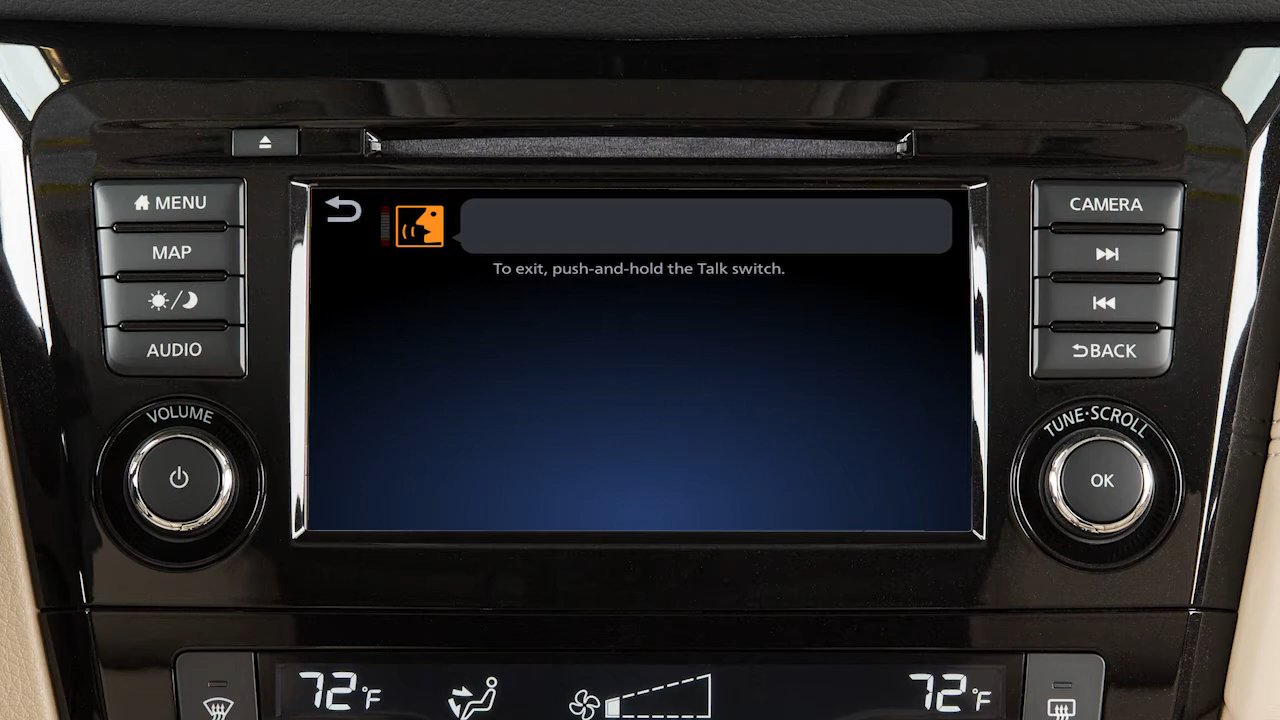 MENU
MAP
AUDIO
VOLUME
To exit, push-and-hold the Talk switch.
CAMERA
BACK
TUNE·SCROLL
OK
72°F
72°F